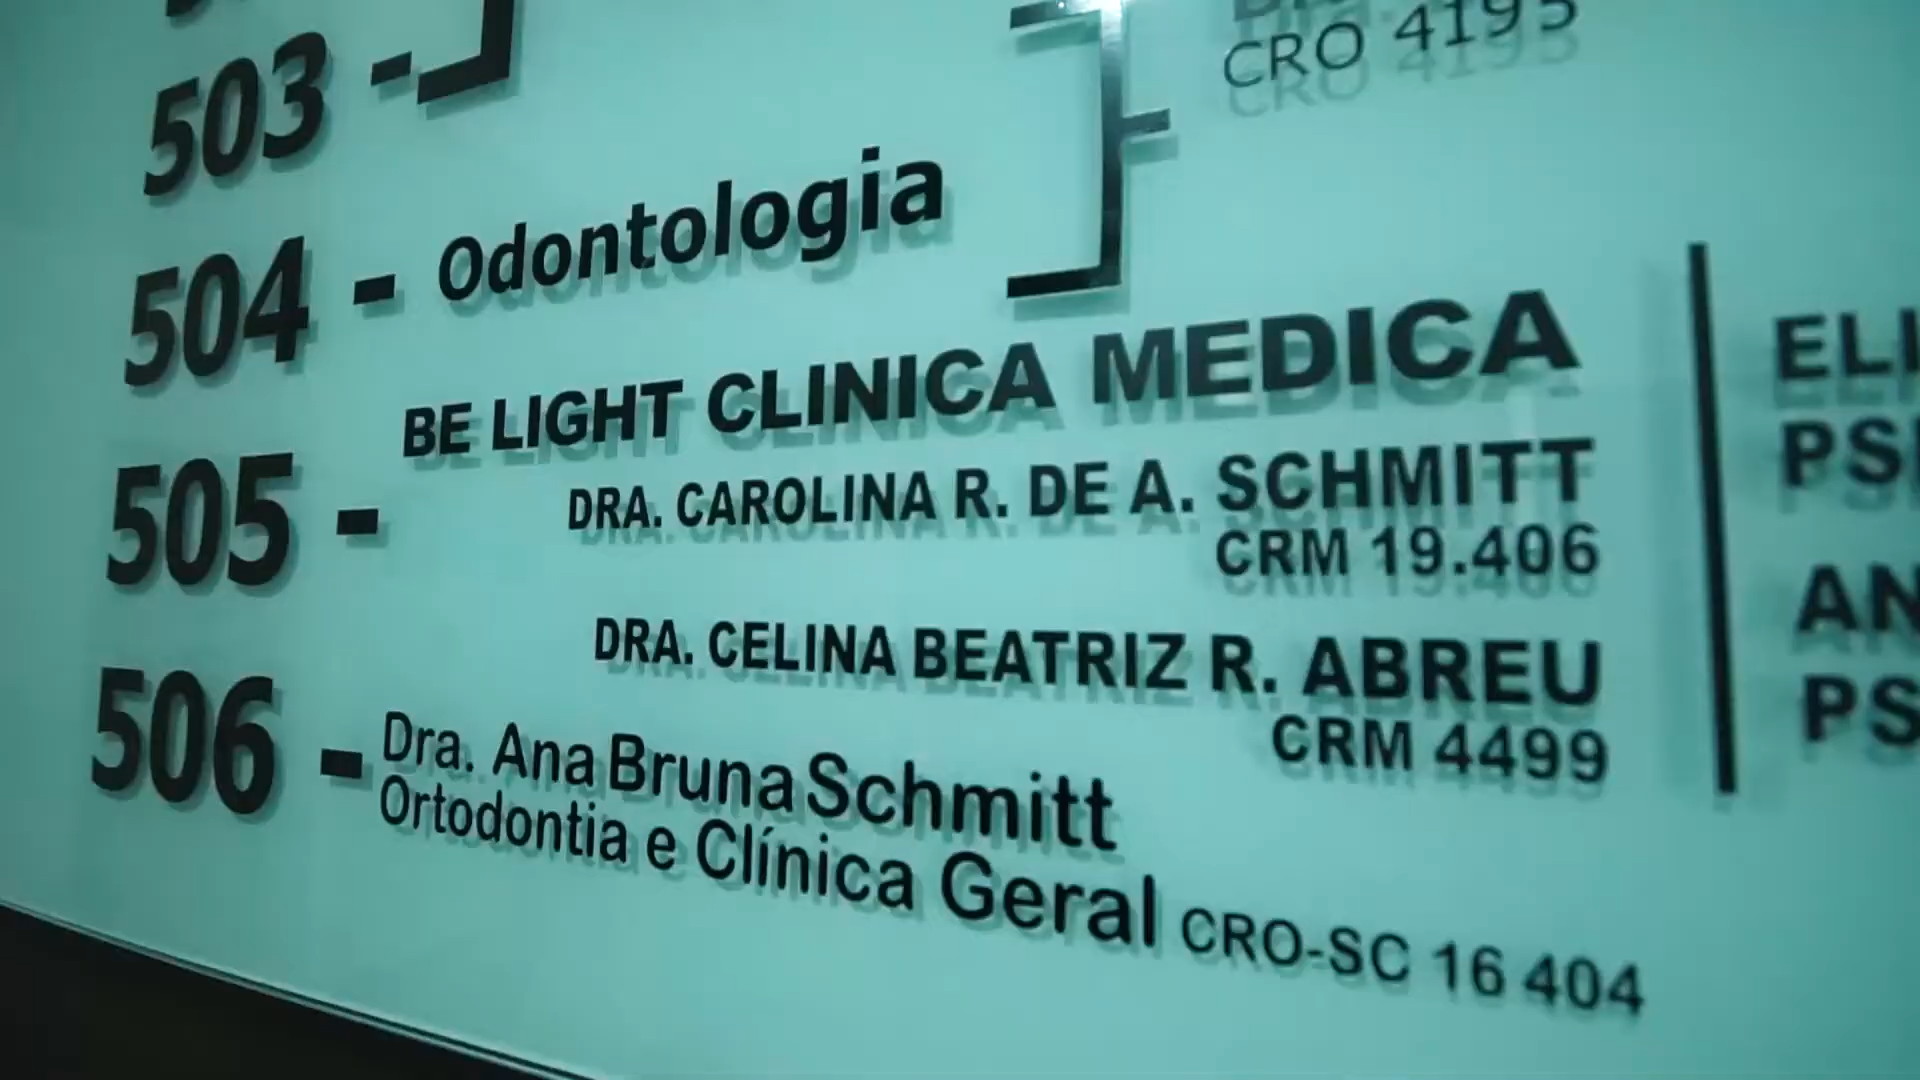 503 -
CRO 4195
504 - Odontologia
505 -
BE LIGHT CLINICA MEDICA
DRA. CAROLINA R. DE A. SCHMITT
CRM 19.406
DRA. CELINA BEATRIZ R. ABREU
CRM 4499
506 -
Dra. Ana Bruna Schmitt
Ortodontia e Clínica Geral CRO-SC 16 404